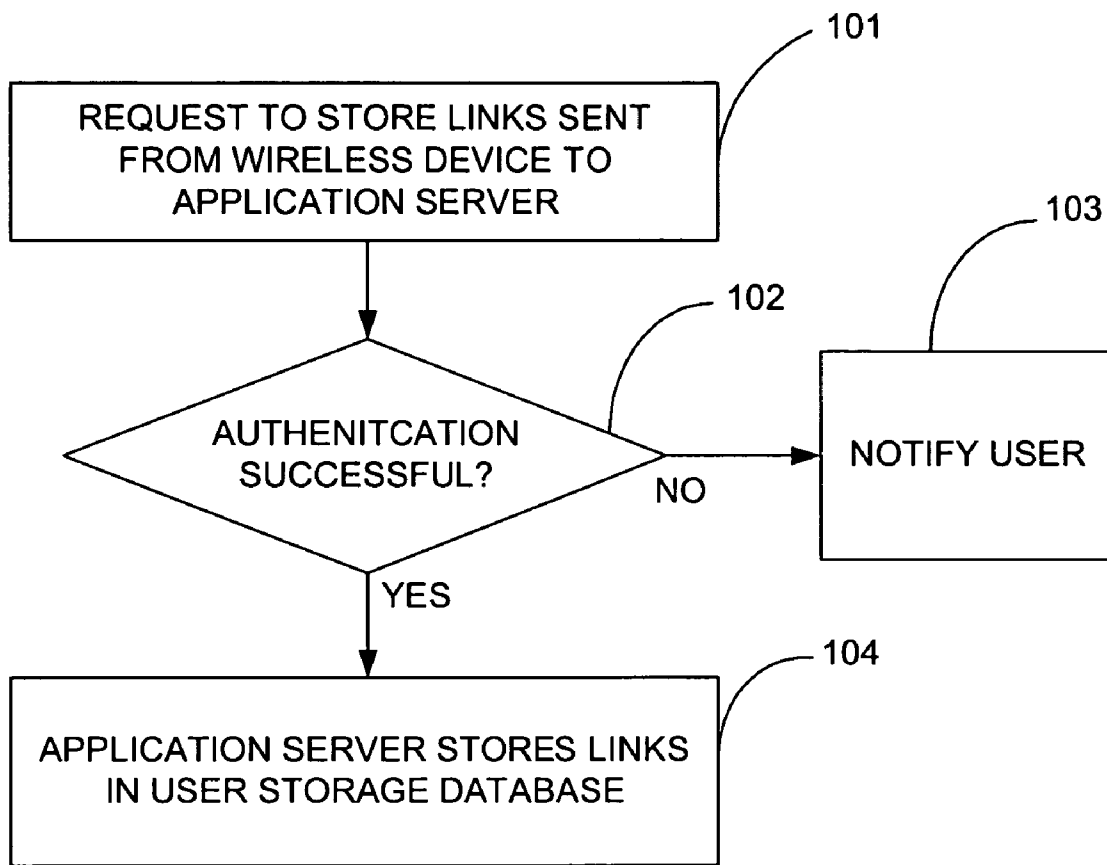 101
REQUEST TO STORE LINKS SENT
FROM WIRELESS DEVICE TO
APPLICATION SERVER
103
102
AUTHENITCATION
SUCCESSFUL?
NO
NOTIFY USER
YES
104
APPLICATION SERVER STORES LINKS
IN USER STORAGE DATABASE